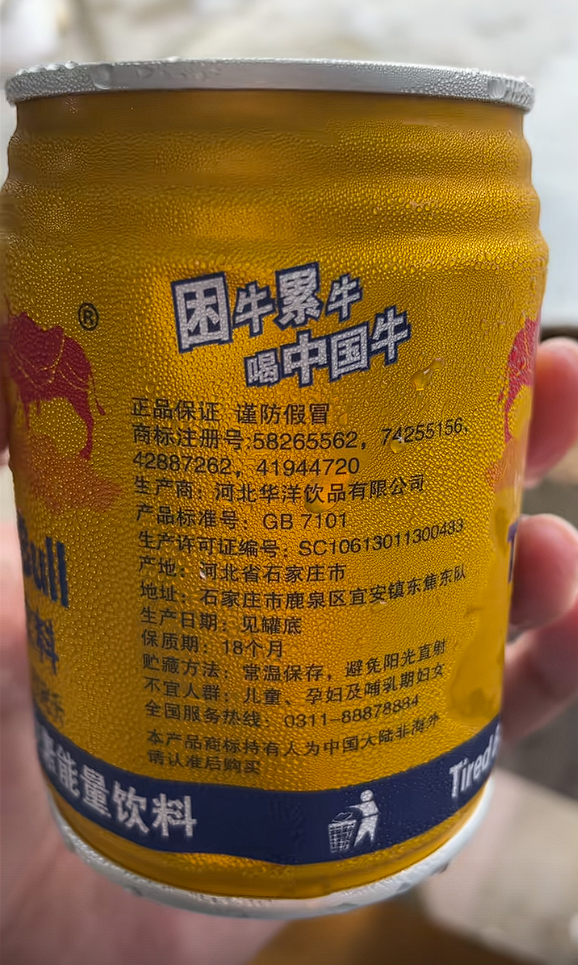 ®
困牛累牛
喝中国牛
正品保证 谨防假冒
商标注册号:58265562，74255156、
42887262，41944720
生产商：河北华洋饮品有限公司
产品标准号：GB 7101
生产许可证编号：SC10613011300433
产地：河北省石家庄市
地址：石家庄市鹿泉区宜安镇东焦东队
生产日期：见罐底
保质期：18个月
贮藏方法：常温保存，避免阳光直射
不宜人群：儿童、孕妇及哺乳期妇女
全国服务热线：0311-88878884
本产品商标持有人为中国大陆非海外
请认准后购买
Bull
料
能量饮料
Tired